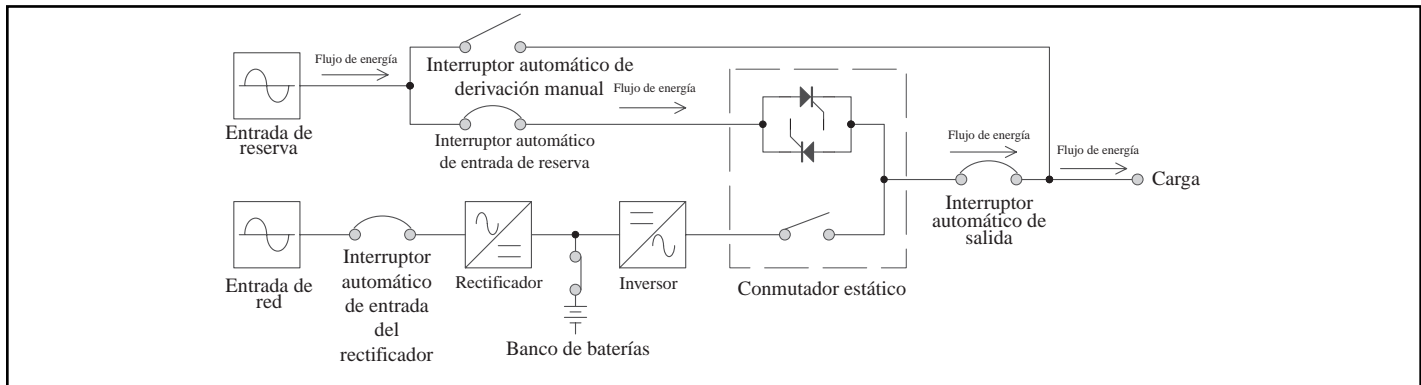 Flujo de energía
Interruptor automático de
derivación manual
Flujo de energía
Entrada de
reserva
Interruptor automático
de entrada de reserva
Flujo de energía
Flujo de energía
Carga
Interruptor
automático de
salida
Entrada de
red
Interruptor
automático
de entrada
del
rectificador
Rectificador
Inversor
Conmutador estático
Banco de baterías